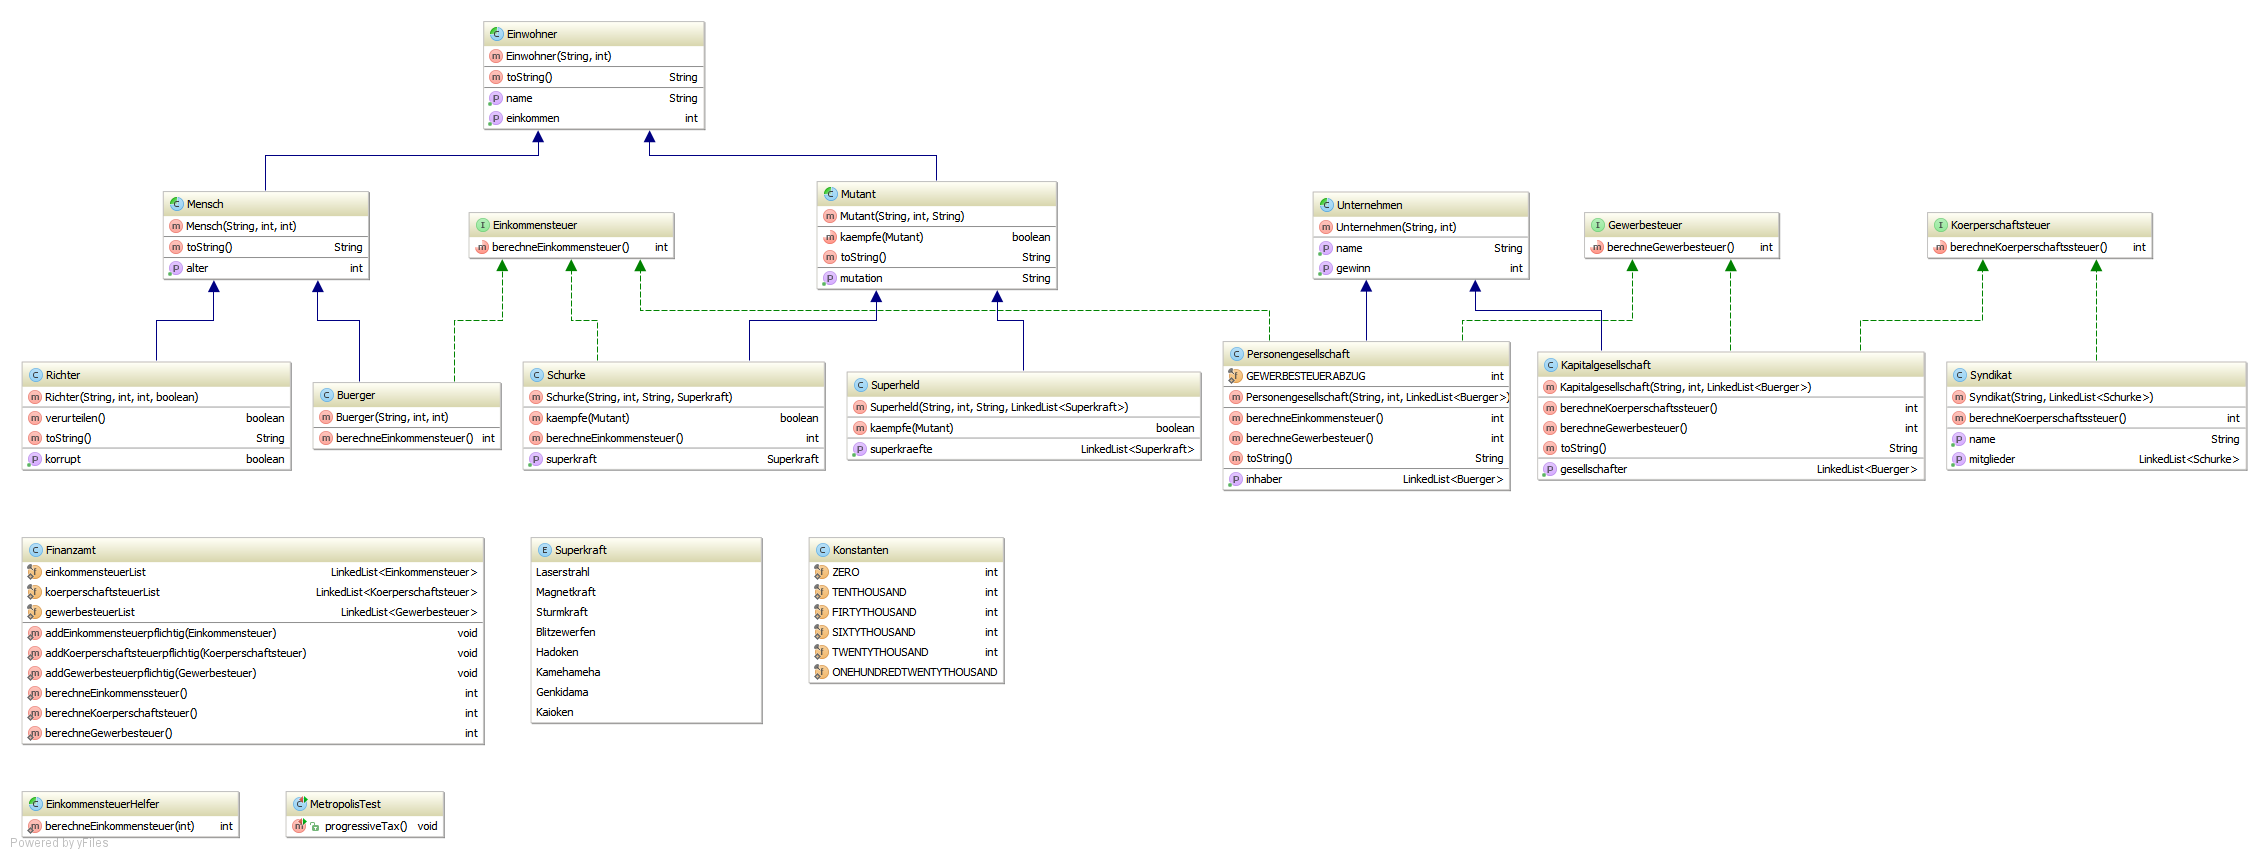 Einwohner
Einwohner(String, int)
toString() String
name String
einkommen int
Mensch
Mensch(String, int, int)
toString() String
alter int
Einkommensteuer
berechneEinkommensteuer() int
Mutant
Mutant(String, int, String)
kaempfe(Mutant) boolean
toString() String
mutation String
Unternehmen
Unternehmen(String, int)
name String
gewinn int
Gewerbesteuer
berechneGewerbesteuer() int
Koerperschaftsteuer
berechneKoerperschaftssteuer() int
Richter
Richter(String, int, int, boolean)
verurteilen() boolean
toString() String
korrupt boolean
Buerger
Buerger(String, int, int)
berechneEinkommensteuer() int
Schurke
Schurke(String, int, String, Superkraft)
kaempfe(Mutant) boolean
berechneEinkommensteuer() int
superkraft Superkraft
Superheld
Superheld(String, int, String, LinkedList<Superkraft>)
kaempfe(Mutant) boolean
superkraefte LinkedList<Superkraft>
Personengesellschaft
GEWERBESTEUERABZUG int
Personengesellschaft(String, int, LinkedList<Buerger>)
berechneEinkommensteuer() int
berechneGewerbesteuer() int
toString() String
inhaber LinkedList<Buerger>
Kapitalgesellschaft
Kapitalgesellschaft(String, int, LinkedList<Buerger>)
berechneKoerperschaftssteuer() int
berechneGewerbesteuer() int
toString() String
gesellschafter LinkedList<Buerger>
Syndikat
Syndikat(String, LinkedList<Schurke>)
berechneKoerperschaftssteuer() int
name String
mitglieder LinkedList<Schurke>
Finanzamt
einkommensteuerList LinkedList<Einkommensteuer>
koerperschaftsteuerList LinkedList<Koerperschaftsteuer>
gewerbesteuerList LinkedList<Gewerbesteuer>
addEinkommensteuerpflichtig(Einkommensteuer) void
addKoerperschaftsteuerpflichtig(Koerperschaftsteuer) void
addGewerbesteuerpflichtig(Gewerbesteuer) void
berechneEinkommenssteuer() int
berechneKoerperschaftsteuer() int
berechneGewerbesteuer() int
Superkraft
Laserstrahl
Magnetkraft
Sturmkraft
Blitzewerfen
Hadoken
Kamehameha
Genkidama
Kaioken
Konstanten
ZERO int
TENTHOUSAND int
FIRTYTHOUSAND int
SIXTYTHOUSAND int
TWENTYTHOUSAND int
ONEHUNDREDTWENTYTHOUSAND
EinkommensteuerHelfer
berechneEinkommensteuer(int) int
MetropolisTest
progressiveTax() void
Powered by yFiles